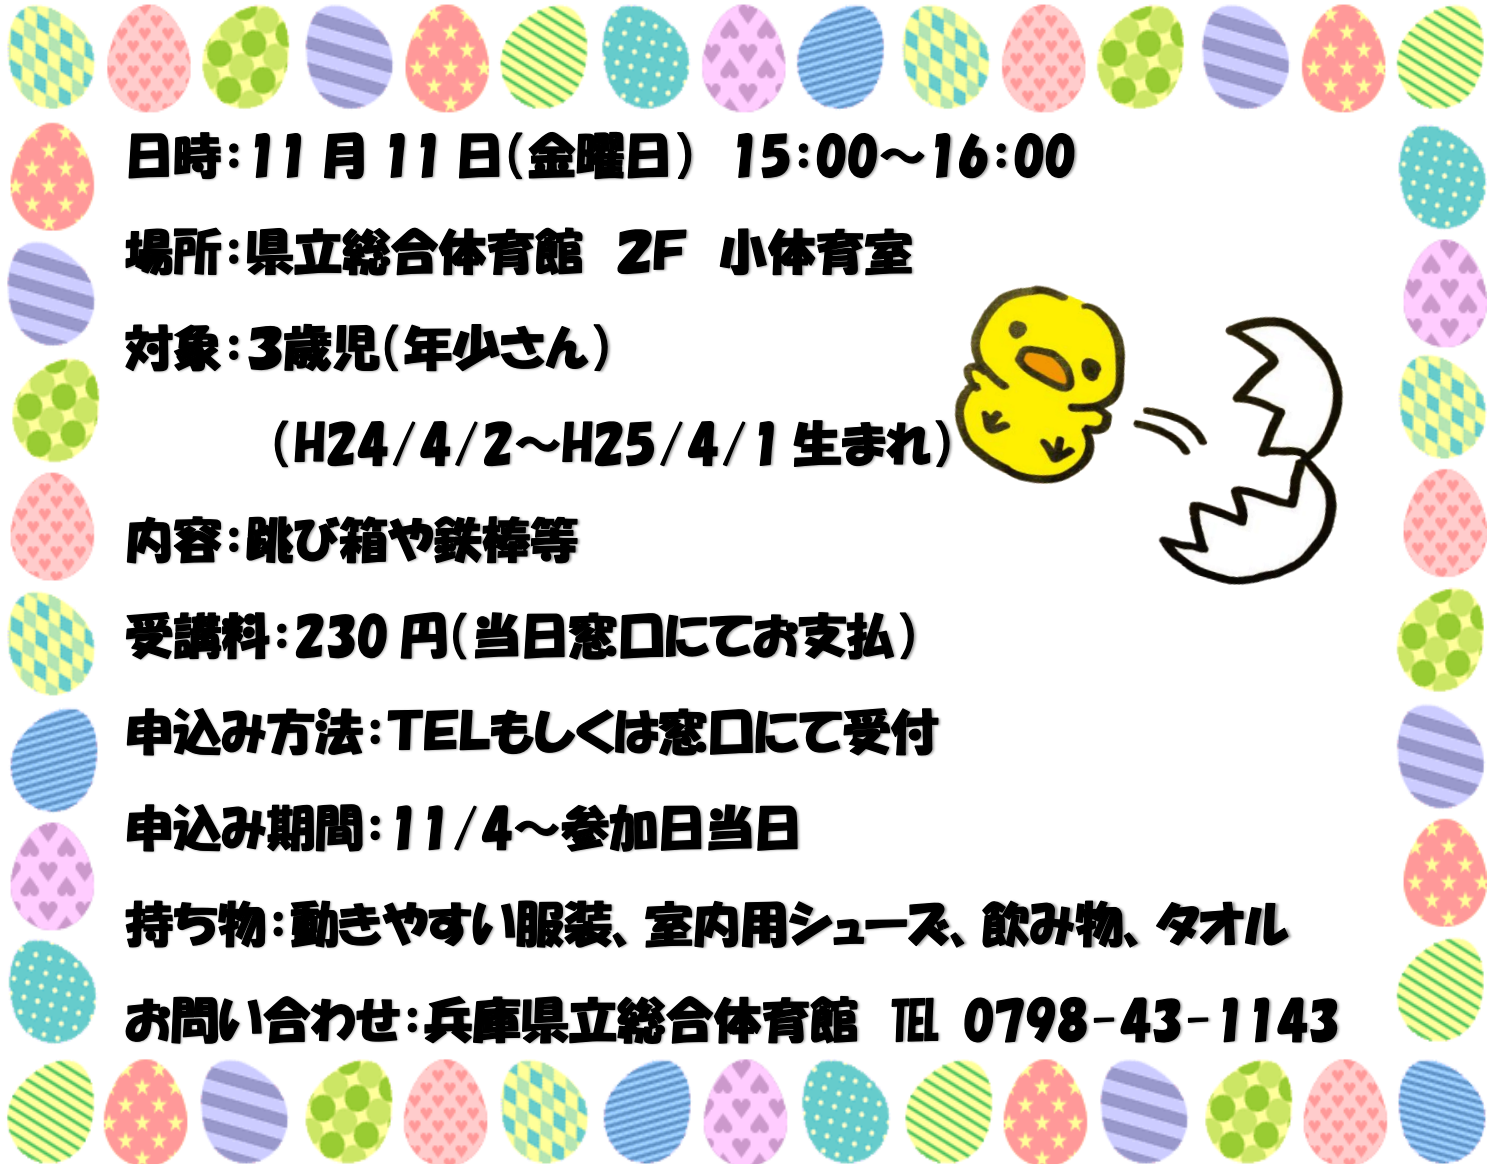 日時：11月11日（金曜日）　15：00～16：00
場所：県立総合体育館　2F　小体育室
対象：3歳児（年少さん）
（H24/4/2～H25/4/1生まれ）
内容：跳び箱や鉄棒等
受講料：230円（当日窓口にてお支払）
申込み方法：TELもしくは窓口にて受付
申込み期間：11/4～参加日当日
持ち物：動きやすい服装、室内用シューズ、飲み物、タオル
お問い合わせ：兵庫県立総合体育館　℡　0798-43-1143